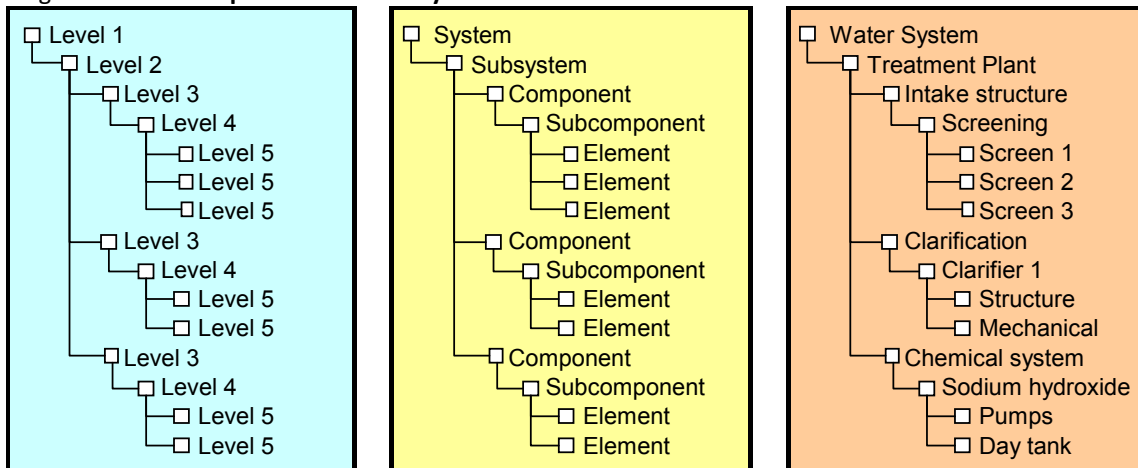 Level 1
Level 2
Level 3
Level 4
Level 5
Level 5
Level 5
Level 3
Level 4
Level 5
Level 5
Level 3
Level 4
Level 5
Level 5
System
Subsystem
Component
Subcomponent
Element
Element
Element
Component
Subcomponent
Element
Element
Component
Subcomponent
Element
Element
Water System
Treatment Plant
Intake structure
Screening
Screen 1
Screen 2
Screen 3
Clarification
Clarifier 1
Structure
Mechanical
Chemical system
Sodium hydroxide
Pumps
Day tank